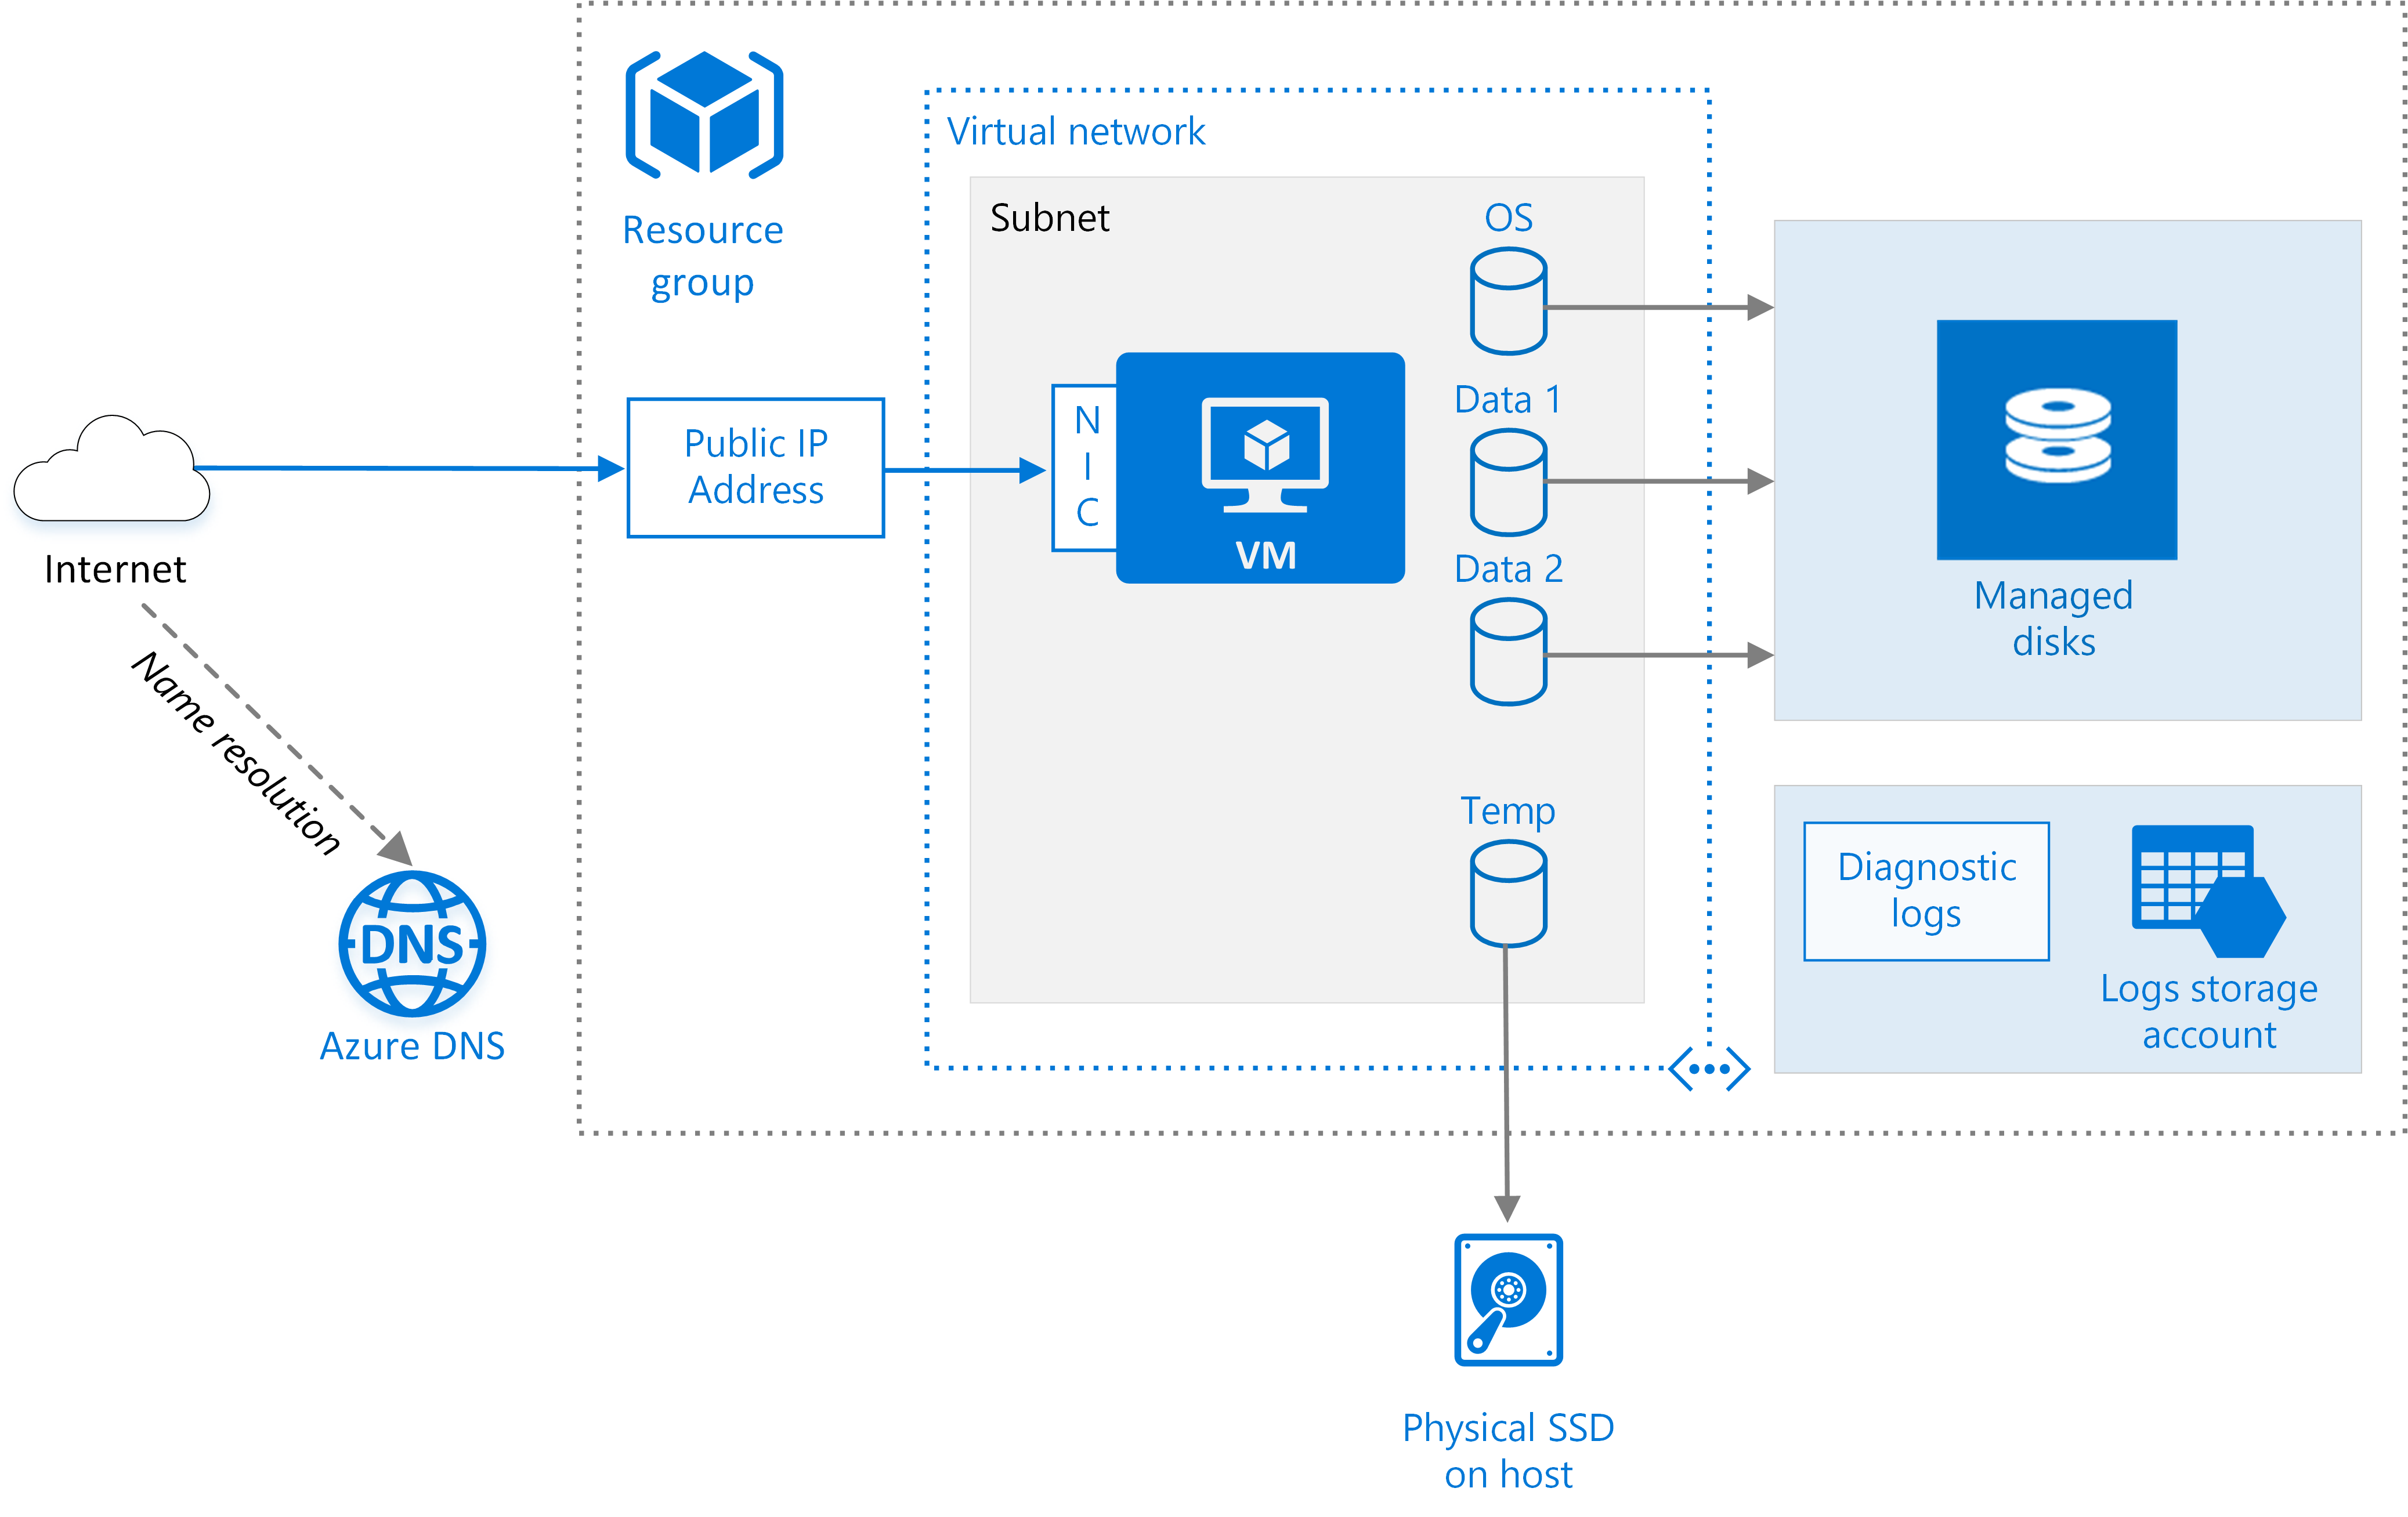 Resource
group
Virtual network
Subnet
OS
Data 1
Data 2
Temp
Public IP
Address
N
I
C
VM
Internet
Name resolution
DNS
Azure DNS
Managed
disks
Diagnostic
logs
Logs storage
account
Physical SSD
on host